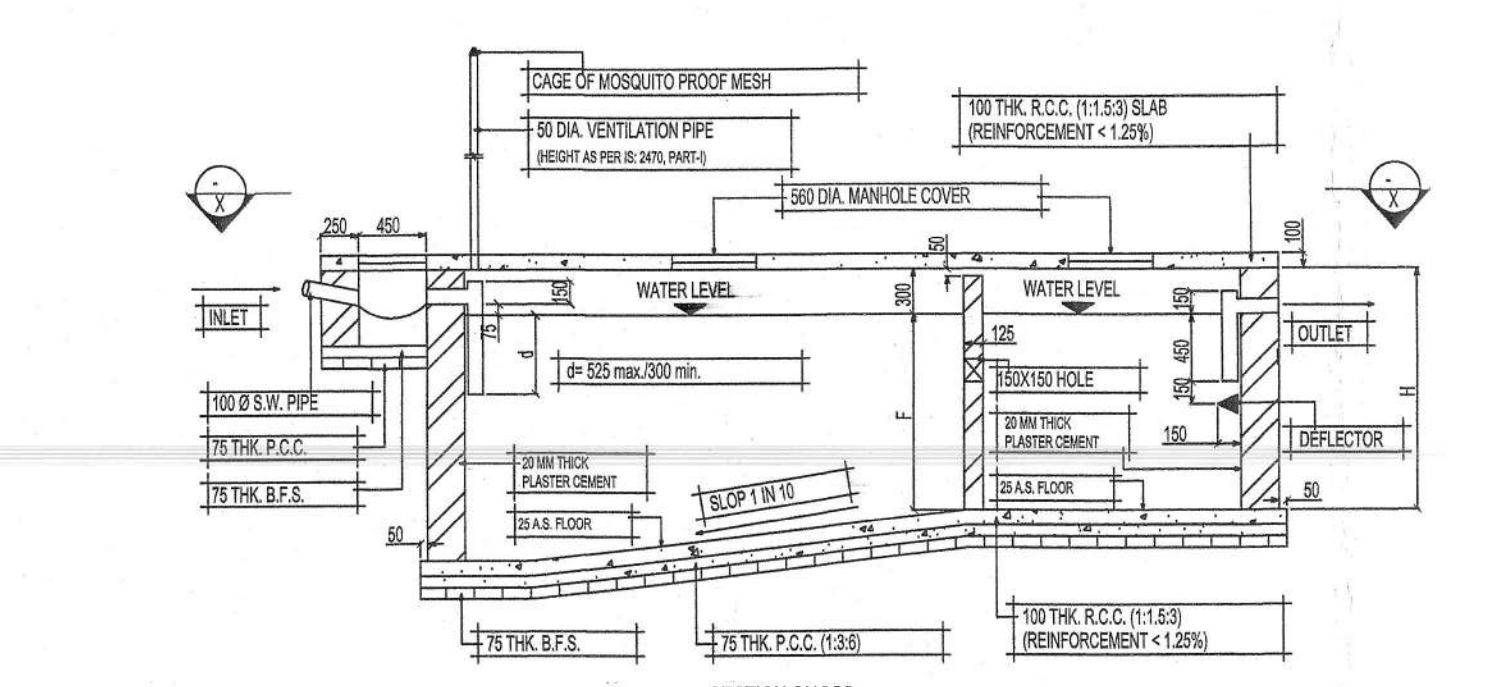 CAGE OF MOSQUITO PROOF MESH
100 THK. R.C.C. (1:1.5:3) SLAB
(REINFORCEMENT < 1.25%)
50 DIA. VENTILATION PIPE
(HEIGHT AS PER IS: 2470, PART-I)
-
X
560 DIA. MANHOLE COVER
-
X
250
450
50
100
INLET
150
75
WATER LEVEL
300
WATER LEVEL
150
OUTLET
d
d= 525 max./300 min.
125
450
100 Ø S.W. PIPE
150X150 HOLE
150
F
H
75 THK. P.C.C.
20 MM THICK
PLASTER CEMENT
150
DEFLECTOR
75 THK. B.F.S.
20 MM THICK
PLASTER CEMENT
SLOP 1 IN 10
25 A.S. FLOOR
50
50
25 A.S. FLOOR
75 THK. B.F.S.
75 THK. P.C.C. (1:3:6)
100 THK. R.C.C. (1:1.5:3)
(REINFORCEMENT < 1.25%)